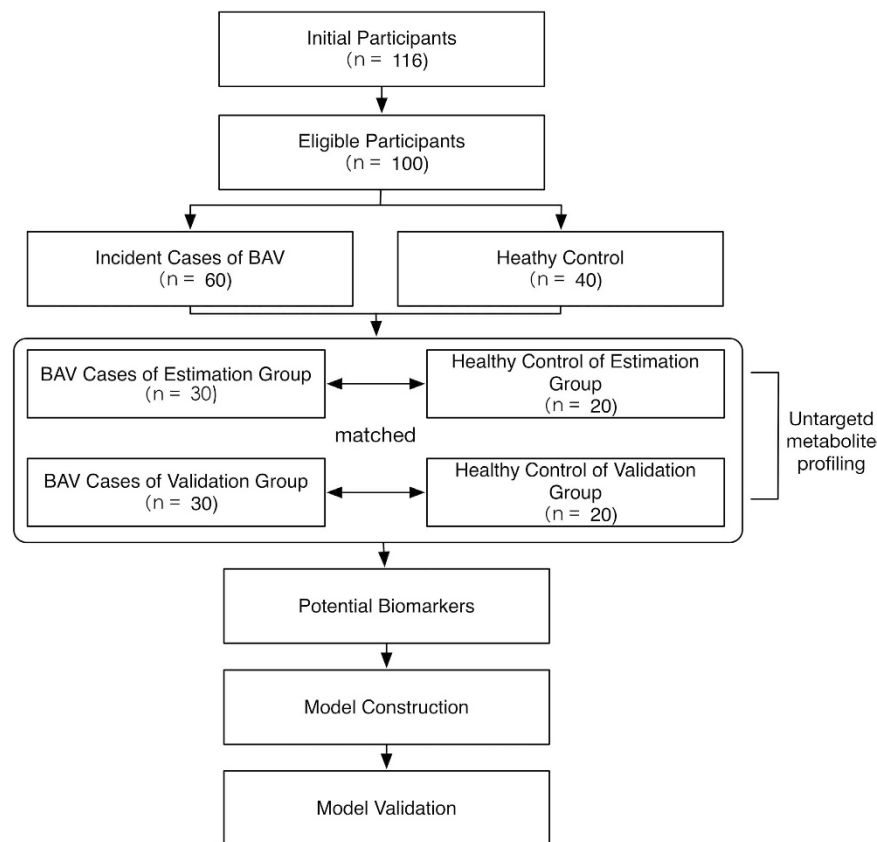 Initial Participants
(n = 116)
Eligible Participants
(n = 100)
Incident Cases of BAV
(n = 60)
Heathy Control
(n = 40)
BAV Cases of Estimation Group
(n = 30)
Healthy Control of Estimation
Group
(n = 20)
matched
BAV Cases of Validation Group
(n = 30)
Healthy Control of Validation
Group
(n = 20)
Untargetd
metabolite
profiling
Potential Biomarkers
Model Construction
Model Validation